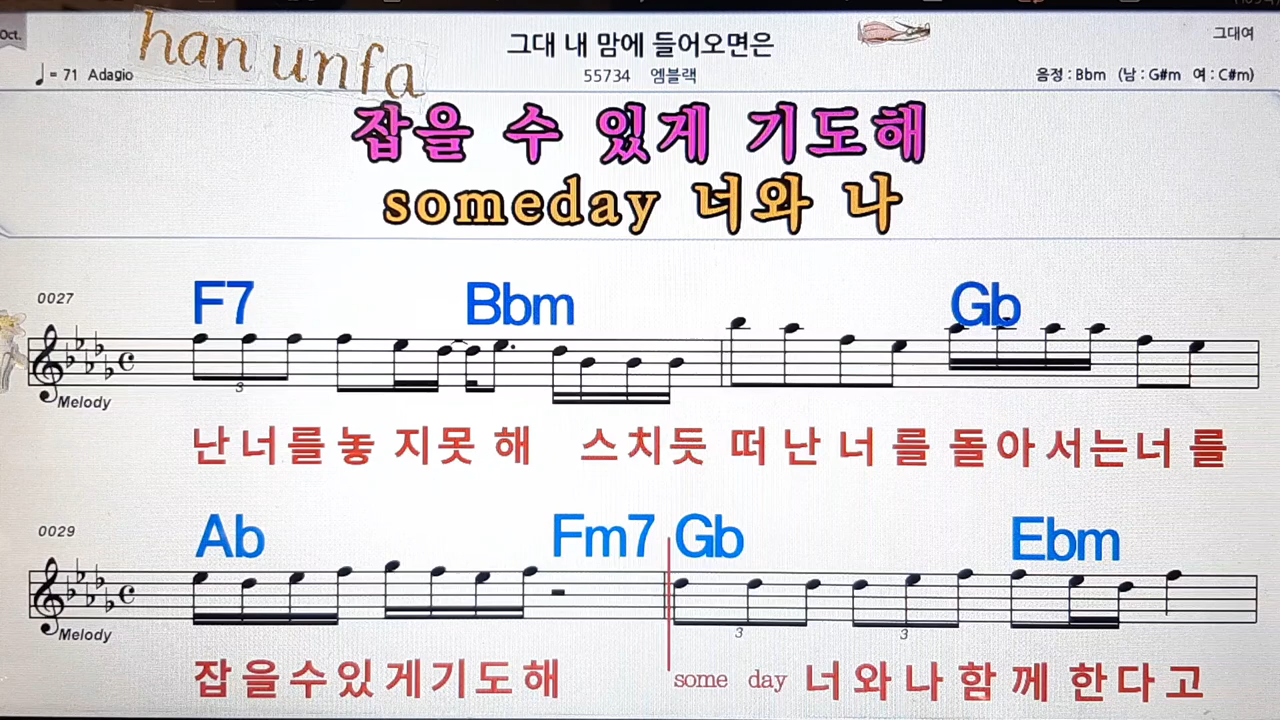 Oct.
han unfa
그대 내 맘에 들어오면은
그대여
♩= 71 Adagio
55734 엠블랙
음정 : Bbm (남 : G#m 여 : C#m)
잡을 수 있게 기도해
someday 너와 나
0027
F7 Bbm Gb
3
Melody
난너를놓 지못 해 스치듯 떠 난 너 를 돌아서는너 를
0029
Ab Fm7 Gb Ebm
3 3
Melody
잡을수있게기도해 some day 너와나함께 한다고